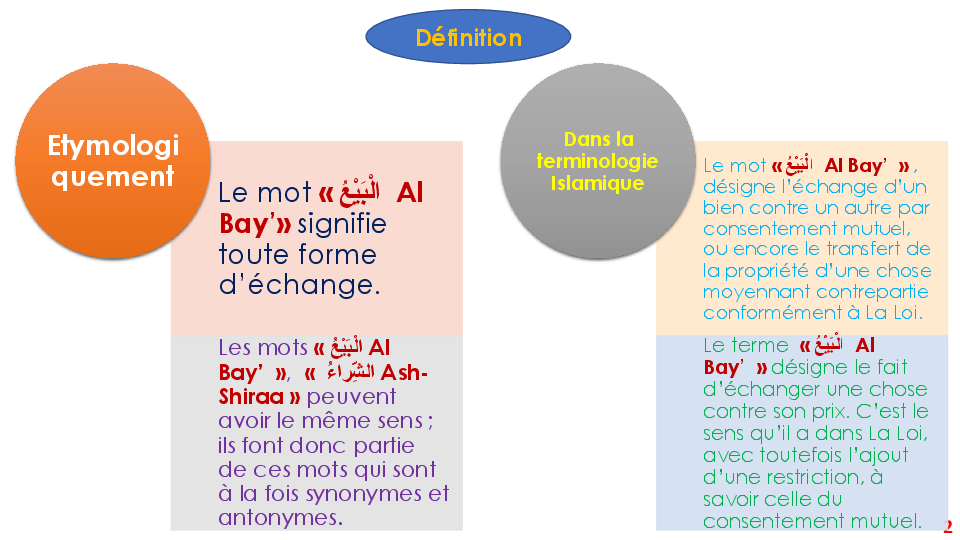 Définition
Etymologi
quement
Le mot « الْبَيْعُ Al
Bay’» signifie
toute forme
d’échange.
Les mots « الْبَيْعُ Al
Bay’ », « الشِّراءُ Ash-
Shiraa » peuvent
avoir le même sens ;
ils font donc partie
de ces mots qui sont
à la fois synonymes et
antonymes.
Dans la
terminologie
Islamique
Le mot « الْبَيْعُ Al Bay’ » ,
désigne l’échange d’un
bien contre un autre par
consentement mutuel,
ou encore le transfert de
la propriété d’une chose
moyennant contrepartie
conformément à La Loi.
Le terme « الْبَيْعُ Al
Bay’ » désigne le fait
d’échanger une chose
contre son prix. C’est le
sens qu’il a dans La Loi,
avec toutefois l’ajout
d’une restriction, à
savoir celle du
consentement mutuel.
2